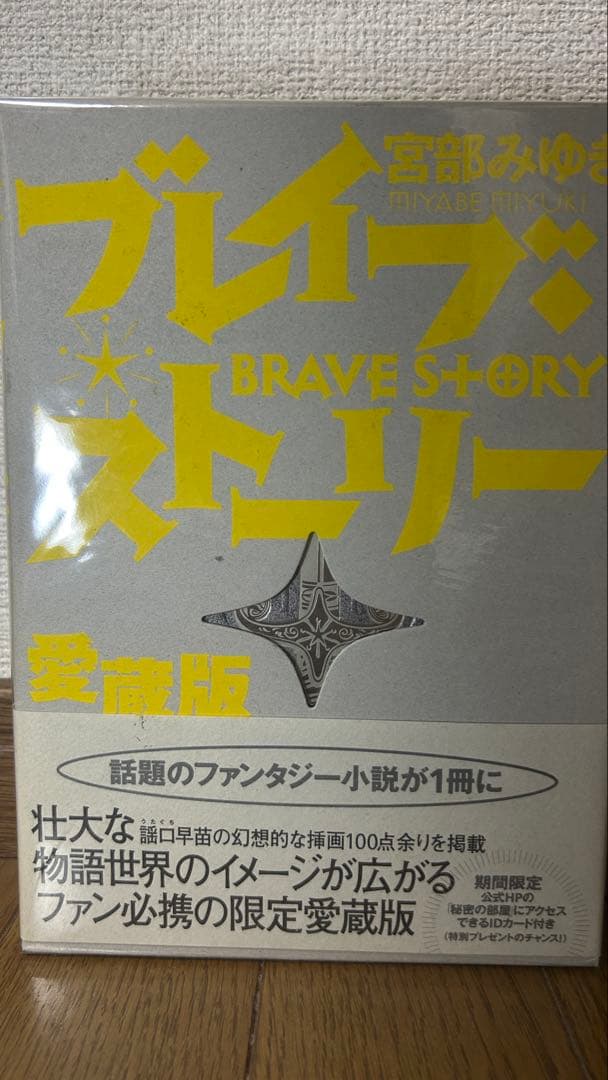 宮部みゆき
MIYABE MIYUKI
ブレイブ・
BRAVE STORY
ストーリー
愛蔵版
話題のファンタジー小説が1冊に
うたぐち
壮大な謡口早苗の幻想的な挿画100点余りを掲載
物語世界のイメージが広がる
ファン必携の限定愛蔵版
期間限定
公式HPの
「秘密の部屋」にアクセス
できるIDカード付き
(特別プレゼントのチャンス!)